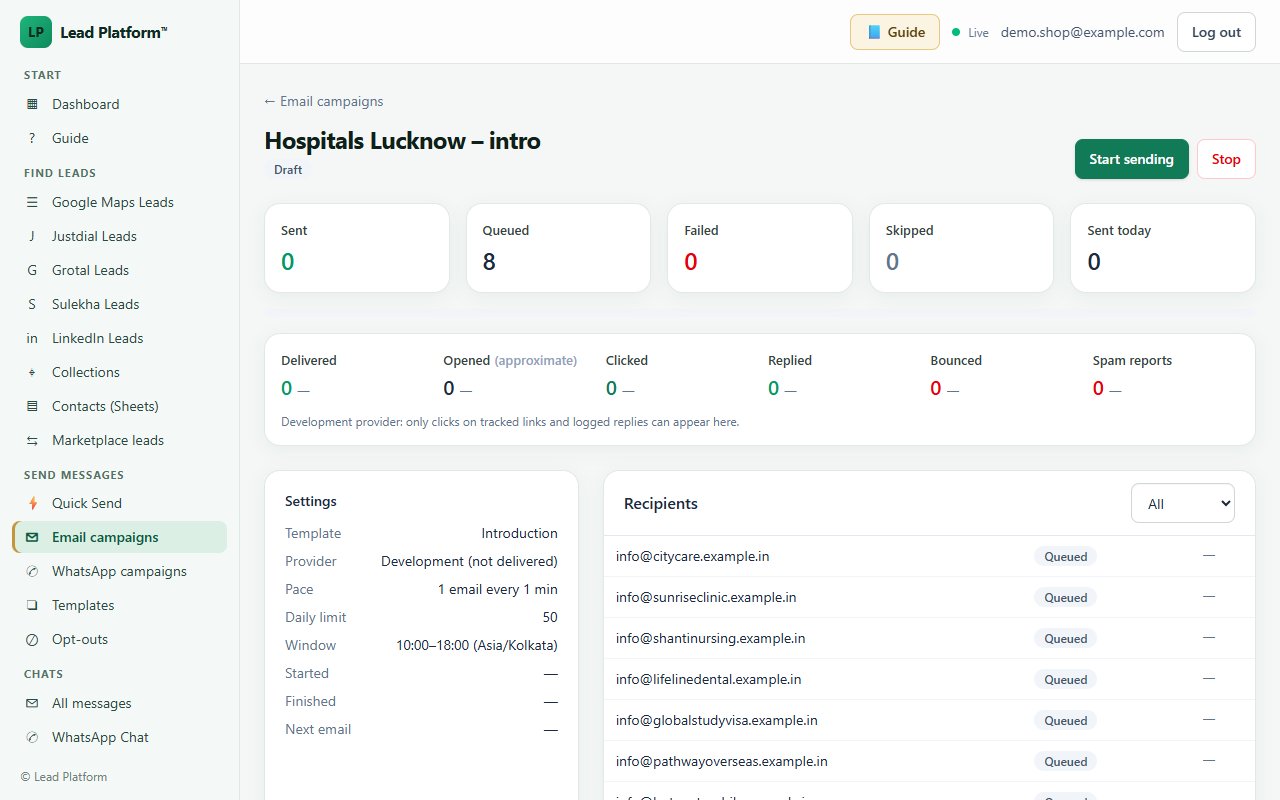 LP Lead Platform™
START
Dashboard
? Guide
FIND LEADS
Google Maps Leads
J Justdial Leads
G Grotal Leads
S Sulekha Leads
in LinkedIn Leads
Collections
Contacts (Sheets)
Marketplace leads
SEND MESSAGES
Quick Send
Email campaigns
WhatsApp campaigns
Templates
Opt-outs
CHATS
All messages
WhatsApp Chat
© Lead Platform
Guide Live demo.shop@example.com Log out
← Email campaigns
Hospitals Lucknow – intro
Draft
Start sending Stop
Sent Queued Failed Skipped Sent today
0 8 0 0 0
Delivered Opened (approximate) Clicked Replied Bounced Spam reports
0 — 0 — 0 — 0 — 0 — 0 —
Development provider: only clicks on tracked links and logged replies can appear here.
Settings
Template Introduction
Provider Development (not delivered)
Pace 1 email every 1 min
Daily limit 50
Window 10:00–18:00 (Asia/Kolkata)
Started —
Finished —
Next email —
Recipients All
info@citycare.example.in Queued —
info@sunriseclinic.example.in Queued —
info@shantinursing.example.in Queued —
info@lifelinedental.example.in Queued —
info@globalstudyvisa.example.in Queued —
info@pathwayoverseas.example.in Queued —